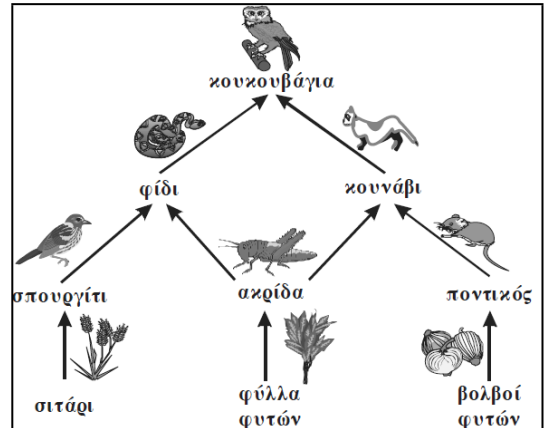 κουκουβάγια
φίδι
κουνάβι
σπουργίτι
ακρίδα
ποντικός
σιτάρι
φύλλα
φυτών
βολβοί
φυτών